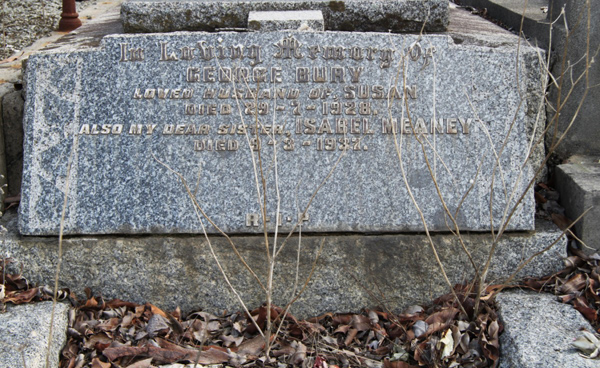 In Loving Memory Of
GEORGE BURY
LOVED HUSBAND OF SUSAN
DIED 29-7-1928.
ALSO MY DEAR SISTER, ISABEL MEANEY
DIED 9-3-1937.
R.I.P